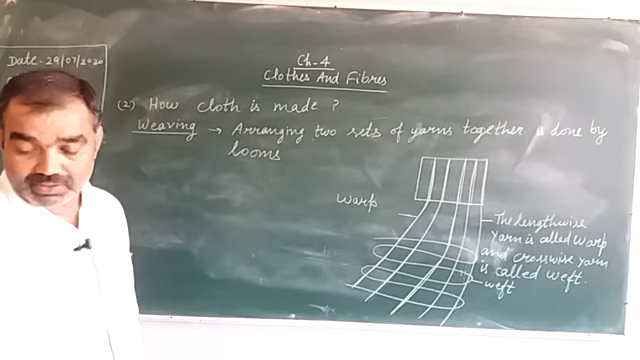 Date - 29/07/2020
Ch-4
Clothes And Fibres
(2) How cloth is made ?
Weaving → Arranging two sets of yarns together is done by
looms
Warp
The lengthwise
yarn is called warp
and crosswise yarn
is called weft.
weft